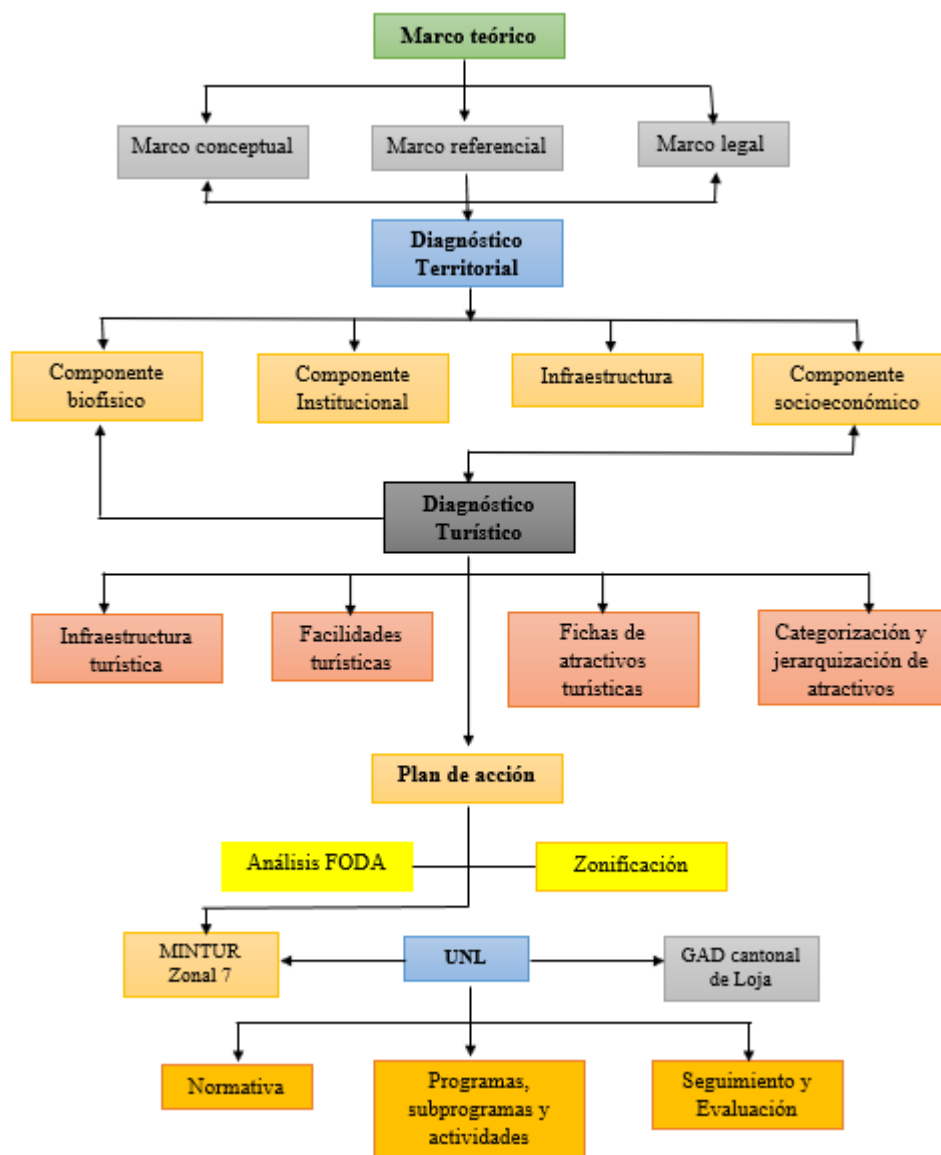 Marco teórico
Marco conceptual
Marco referencial
Marco legal
Diagnóstico
Territorial
Componente
biofísico
Componente
Institucional
Infraestructura
Componente
socioeconómico
Diagnóstico
Turístico
Infraestructura
turística
Facilidades
turísticas
Fichas de
atractivos
turísticas
Categorización y
jerarquización de
atractivos
Plan de acción
Análisis FODA
Zonificación
MINTUR
Zonal 7
UNL
GAD cantonal
de Loja
Normativa
Programas,
subprogramas y
actividades
Seguimiento y
Evaluación